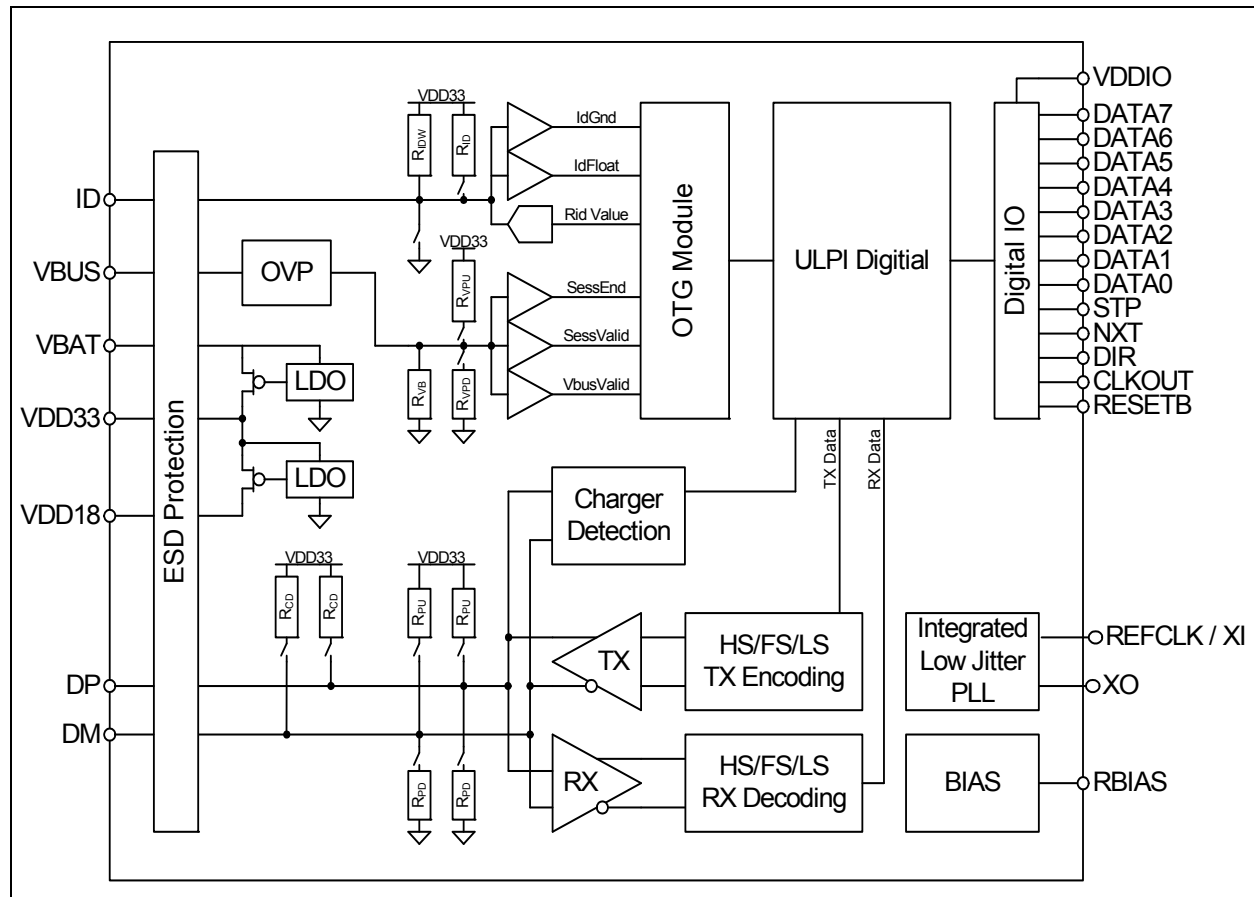 VDDIO
DATA7
DATA6
DATA5
DATA4
DATA3
DATA2
DATA1
DATA0
STP
NXT
DIR
CLKOUT
RESETB
REFCLK / XI
XO
RBIAS
ID
VBUS
VBAT
VDD33
VDD18
DP
DM
ESD Protection
OVP
LDO
LDO
VDD33
RIDW
RID
IdGnd
IdFloat
Rid Value
VDD33
RVPU
RVB
RVPD
SessEnd
SessValid
VbusValid
OTG Module
ULPI Digitial
Digital IO
TX Data
RX Data
Charger
Detection
VDD33
RCD
RCD
VDD33
RPU
RPU
RPD
RPD
TX
HS/FS/LS
TX Encoding
RX
HS/FS/LS
RX Decoding
Integrated
Low Jitter
PLL
BIAS